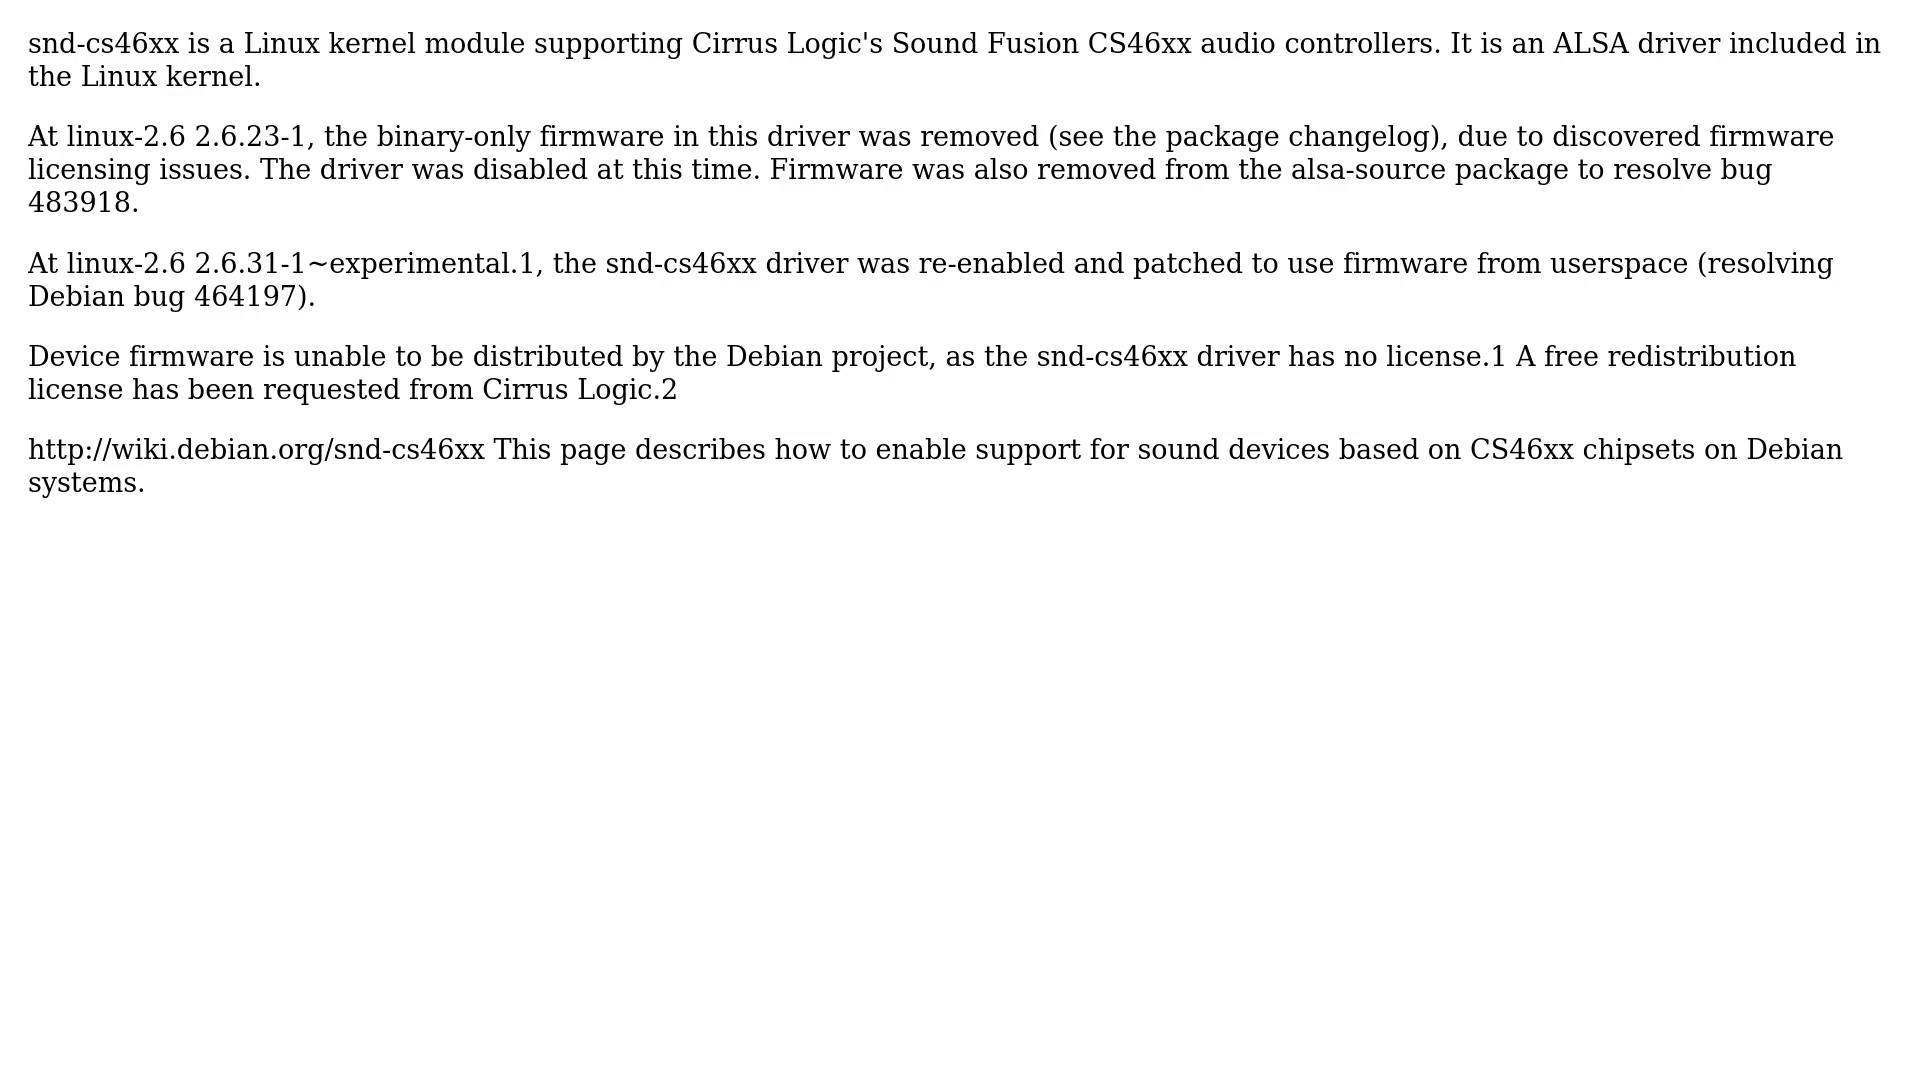 snd-cs46xx is a Linux kernel module supporting Cirrus Logic's Sound Fusion CS46xx audio controllers. It is an ALSA driver included in
the Linux kernel.
At linux-2.6 2.6.23-1, the binary-only firmware in this driver was removed (see the package changelog), due to discovered firmware
licensing issues. The driver was disabled at this time. Firmware was also removed from the alsa-source package to resolve bug
483918.
At linux-2.6 2.6.31-1~experimental.1, the snd-cs46xx driver was re-enabled and patched to use firmware from userspace (resolving
Debian bug 464197).
Device firmware is unable to be distributed by the Debian project, as the snd-cs46xx driver has no license.1 A free redistribution
license has been requested from Cirrus Logic.2
http://wiki.debian.org/snd-cs46xx This page describes how to enable support for sound devices based on CS46xx chipsets on Debian
systems.